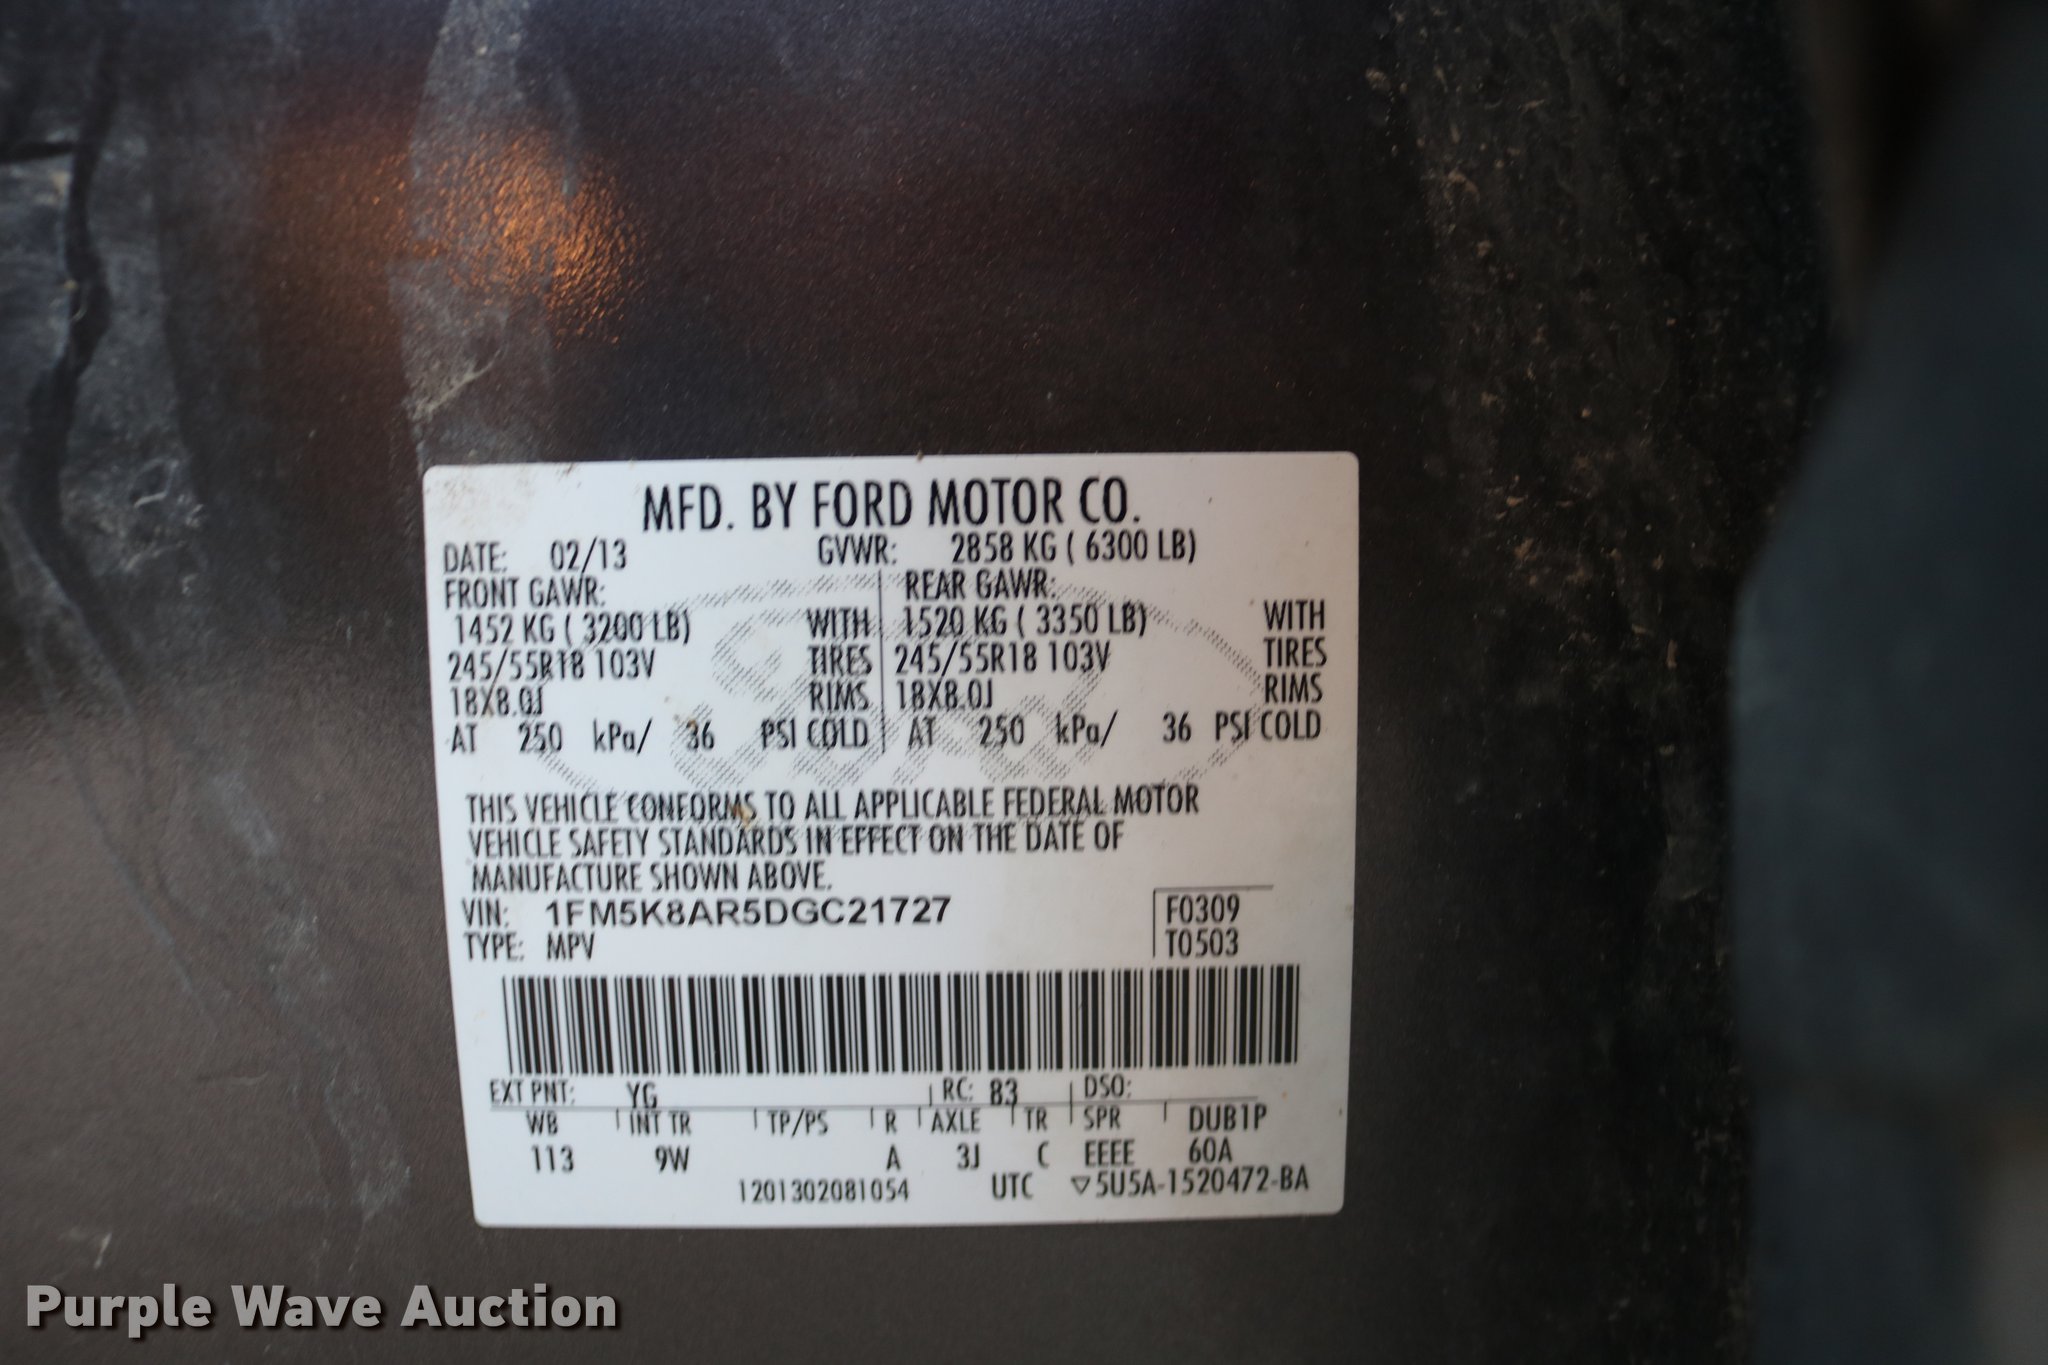 MFD. BY FORD MOTOR CO.
DATE: 02/13 GVWR: 2858 KG ( 6300 LB)
FRONT GAWR: REAR GAWR:
1452 KG ( 3200 LB) WITH 1520 KG ( 3350 LB) WITH
245/55R18 103V TIRES 245/55R18 103V TIRES
18X8.0J RIMS 18X8.0J RIMS
AT 250 kPa/ 36 PSI COLD AT 250 kPa/ 36 PSI COLD
THIS VEHICLE CONFORMS TO ALL APPLICABLE FEDERAL MOTOR
VEHICLE SAFETY STANDARDS IN EFFECT ON THE DATE OF
MANUFACTURE SHOWN ABOVE.
VIN: 1FM5K8AR5DGC21727 F0309
TYPE: MPV T0503
EXT PNT: YG RC: 83 DSO:
WB INT TR TP/PS R AXLE TR SPR DUB1P
113 9W A 3J C EEEE 60A
1201302081054 UTC ▽5U5A-1520472-BA
Purple Wave Auction